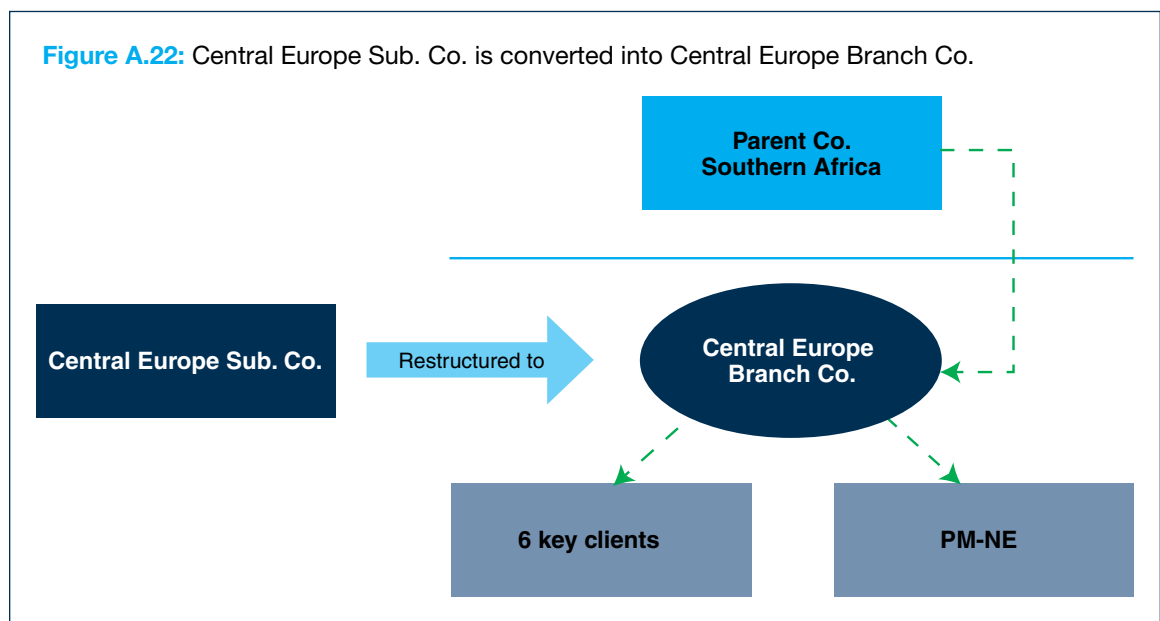 Figure A.22: Central Europe Sub. Co. is converted into Central Europe Branch Co.
Parent Co.
Southern Africa
Central Europe Sub. Co.
Restructured to
Central Europe
Branch Co.
6 key clients
PM-NE